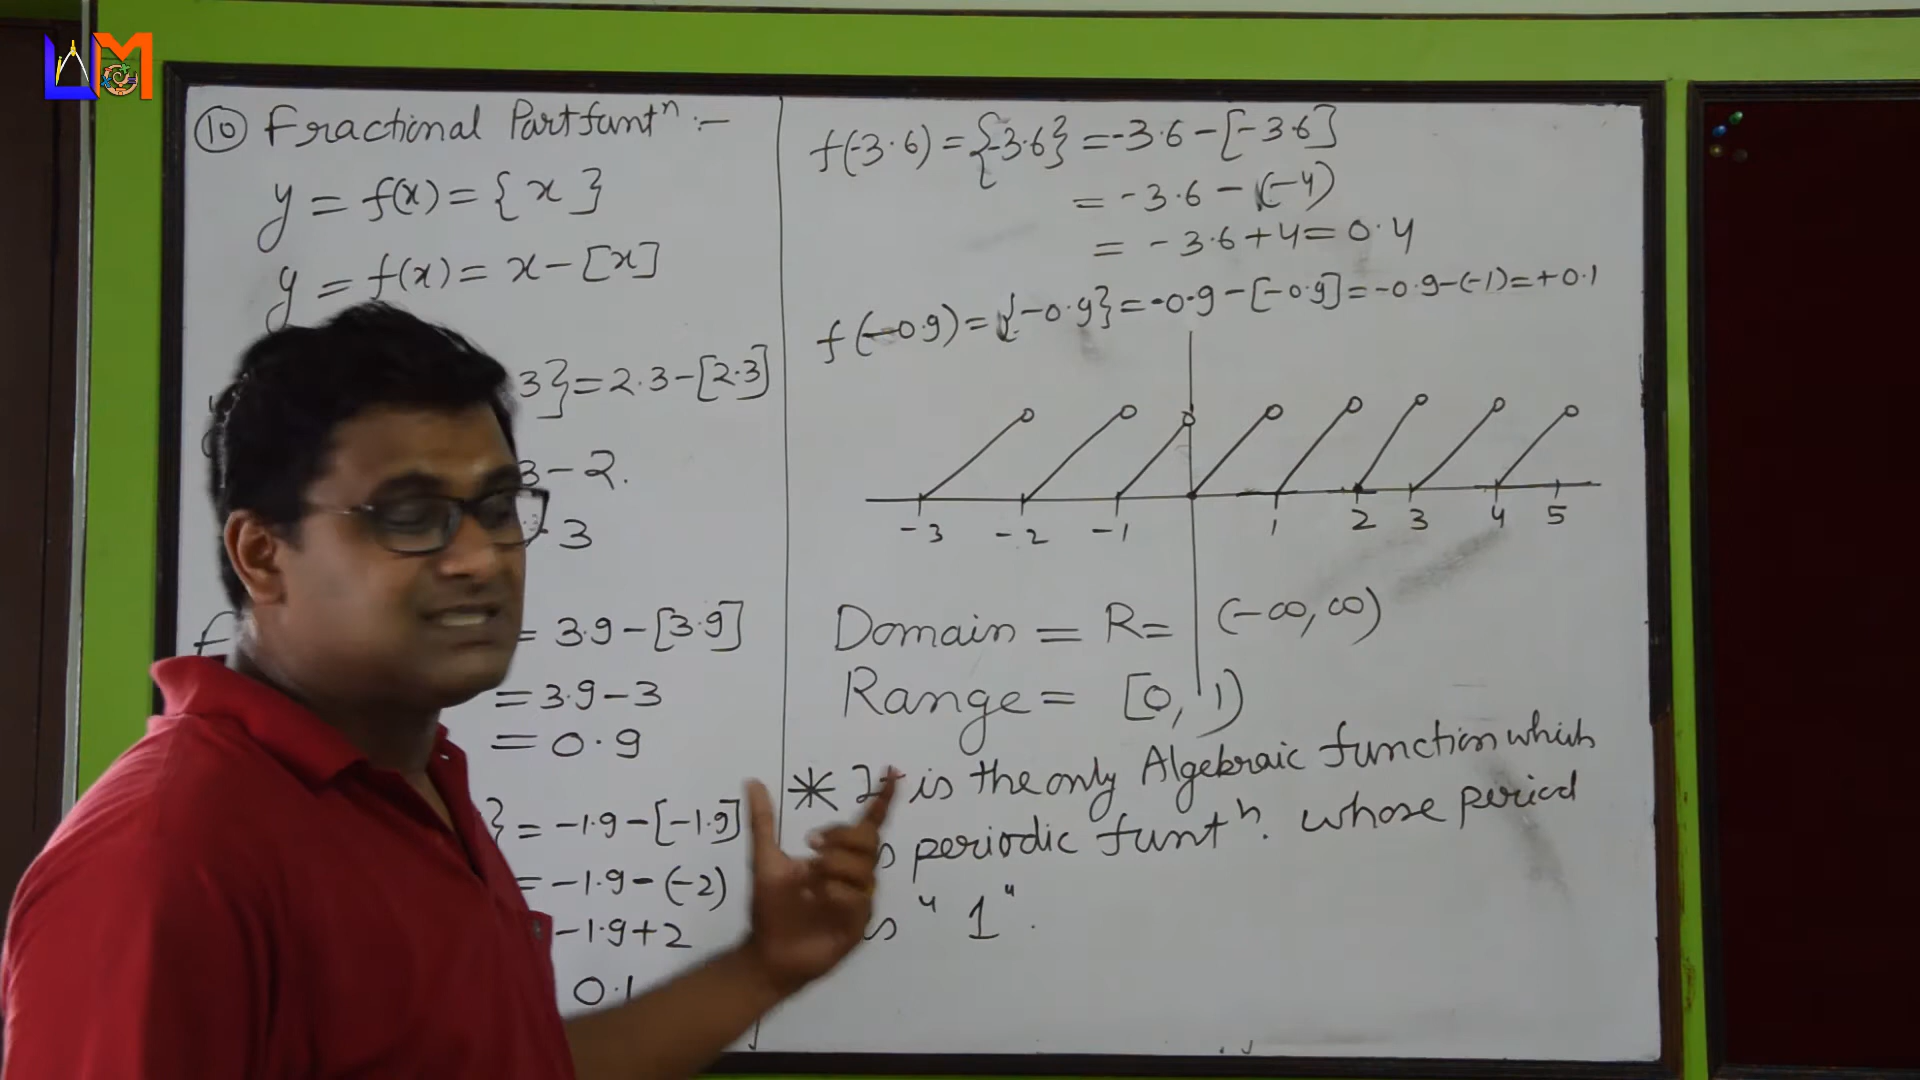 ⑩ Fractional Part funtⁿ :-
y = f(x) = { x }
y = f(x) = x - [x]
3} = 2.3 - [2.3]
3 - 2.
.3
f = 3.9 - [3.9]
= 3.9 - 3
= 0.9
} = -1.9 - [-1.9]
= -1.9 - (-2)
-1.9 + 2
0.1
f(-3.6) = {-3.6} = -3.6 - [-3.6]
= -3.6 - (-4)
= -3.6 + 4 = 0.4
f(-0.9) = {-0.9} = -0.9 - [-0.9] = -0.9 - (-1) = +0.1
-3 -2 -1 1 2 3 4 5
Domain = R = (-∞, ∞)
Range = [0, 1)
* It is the only Algebraic function which
s periodic funtⁿ. whose period
s "1".
UM